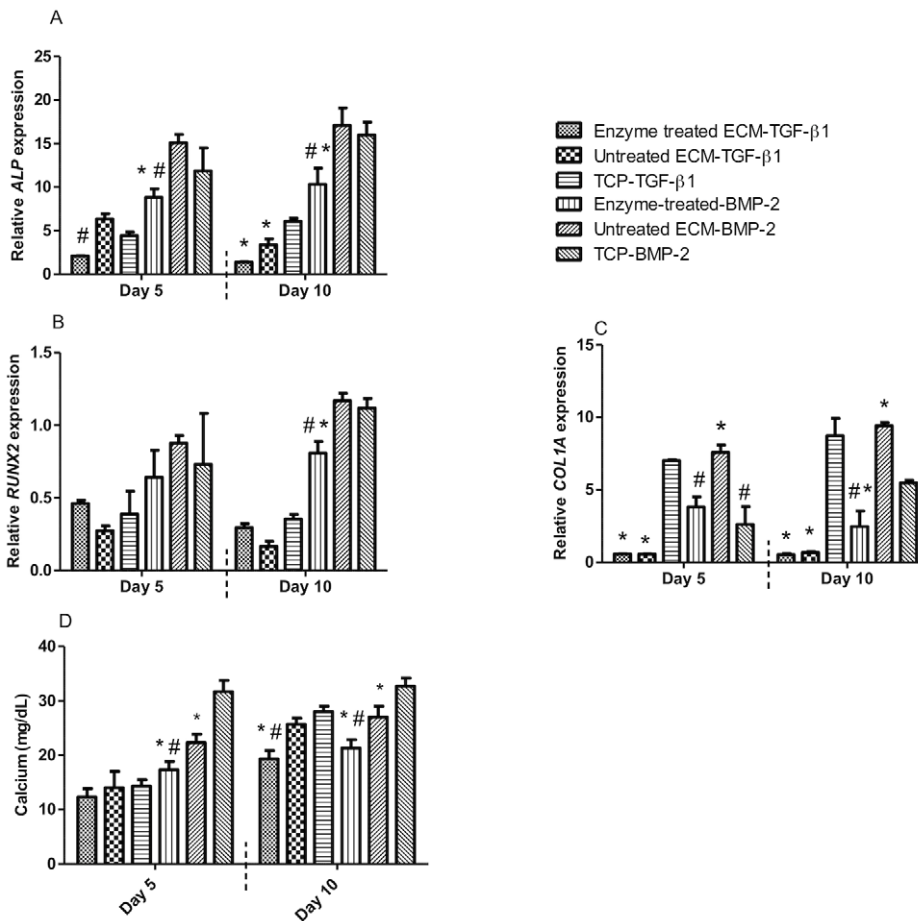 A
Relative ALP expression
25
20
15
10
5
0
#
* #
* *
# *
Day 5 Day 10
Enzyme treated ECM-TGF-β1
Untreated ECM-TGF-β1
TCP-TGF-β1
Enzyme-treated-BMP-2
Untreated ECM-BMP-2
TCP-BMP-2
B
Relative RUNX2 expression
1.5
1.0
0.5
0.0
# *
Day 5 Day 10
C
Relative COL1A expression
15
10
5
0
* * # * #
* * # * *
Day 5 Day 10
D
Calcium (mg/dL)
40
30
20
10
0
* # *
* # * # *
Day 5 Day 10